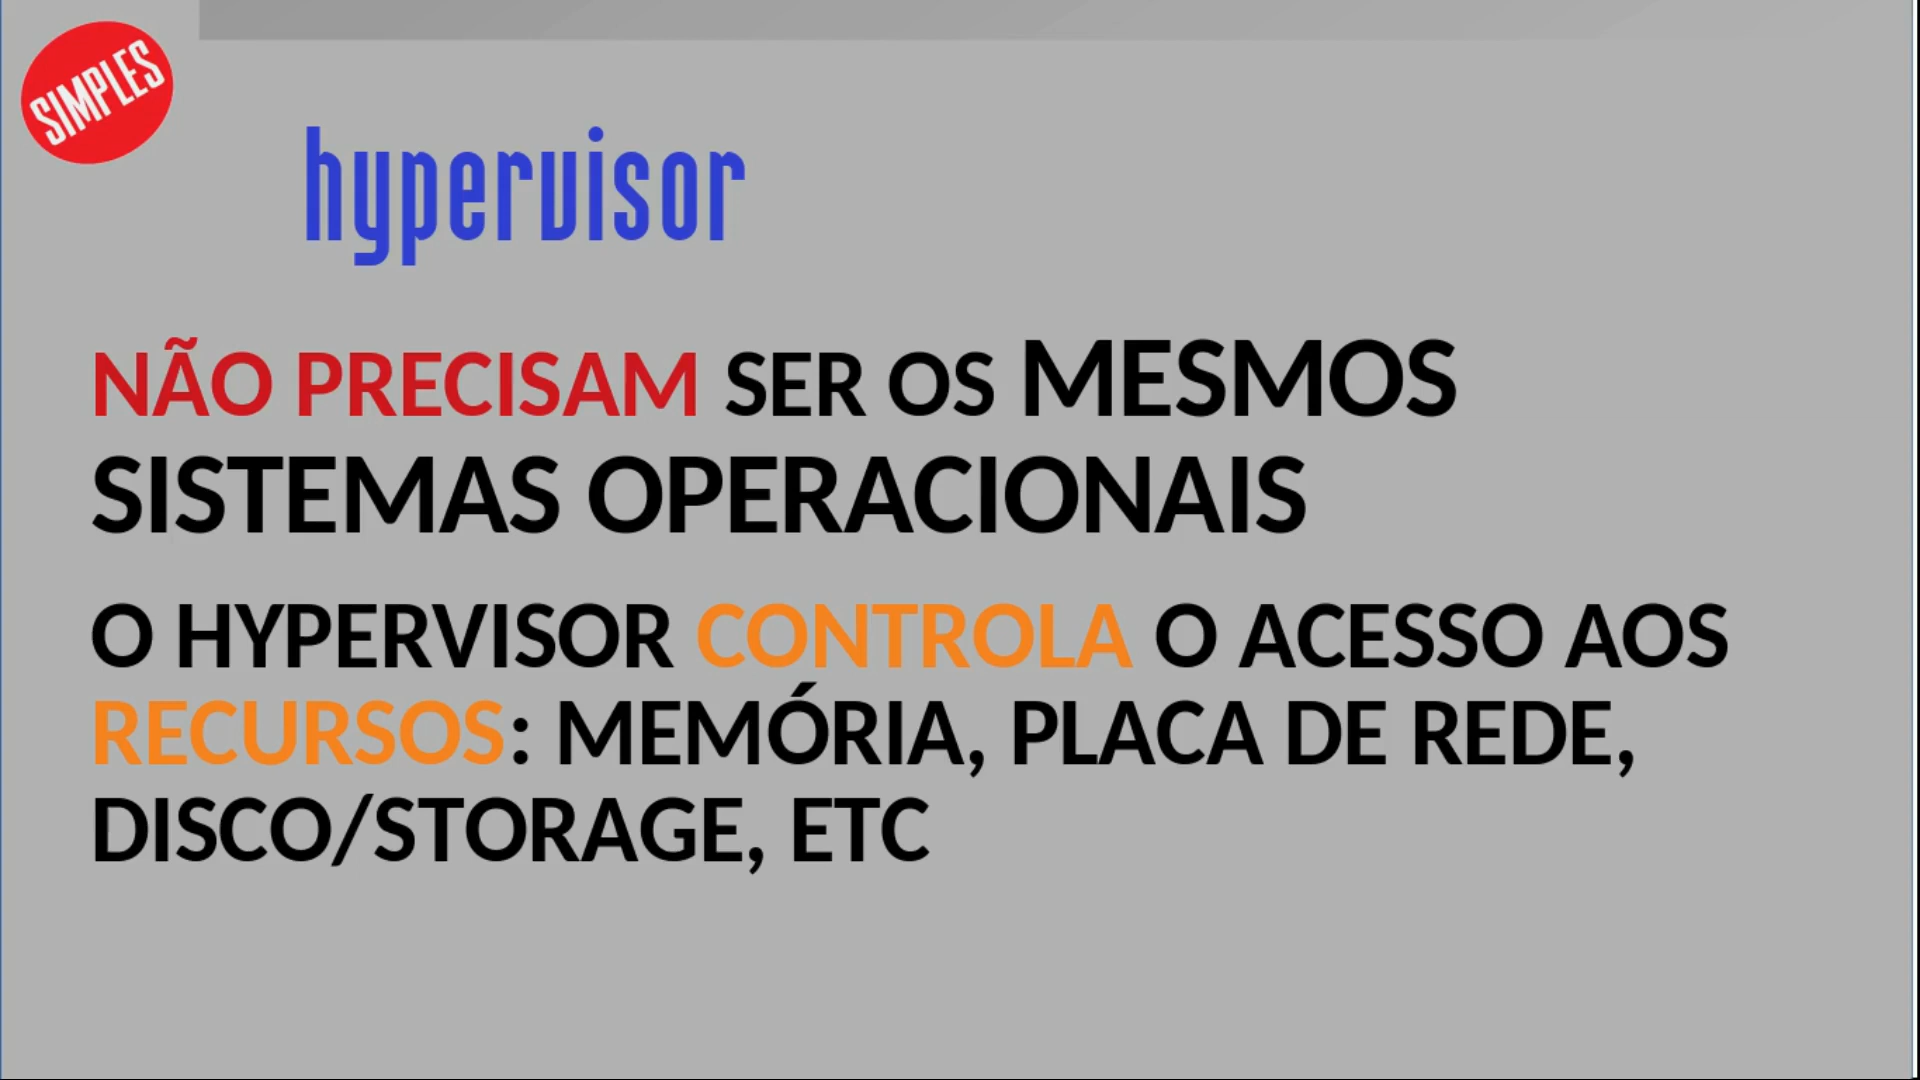 SIMPLES
hypervisor
NÃO PRECISAM SER OS MESMOS
SISTEMAS OPERACIONAIS
O HYPERVISOR CONTROLA O ACESSO AOS
RECURSOS: MEMÓRIA, PLACA DE REDE,
DISCO/STORAGE, ETC